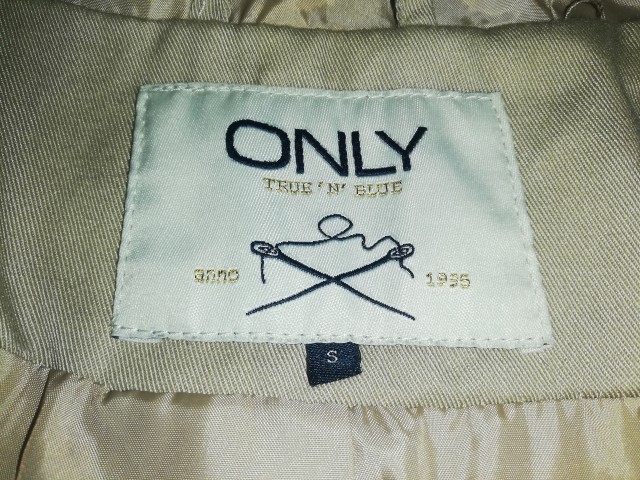 ONLY
TRUE 'N' BLUE
anno 1995
S